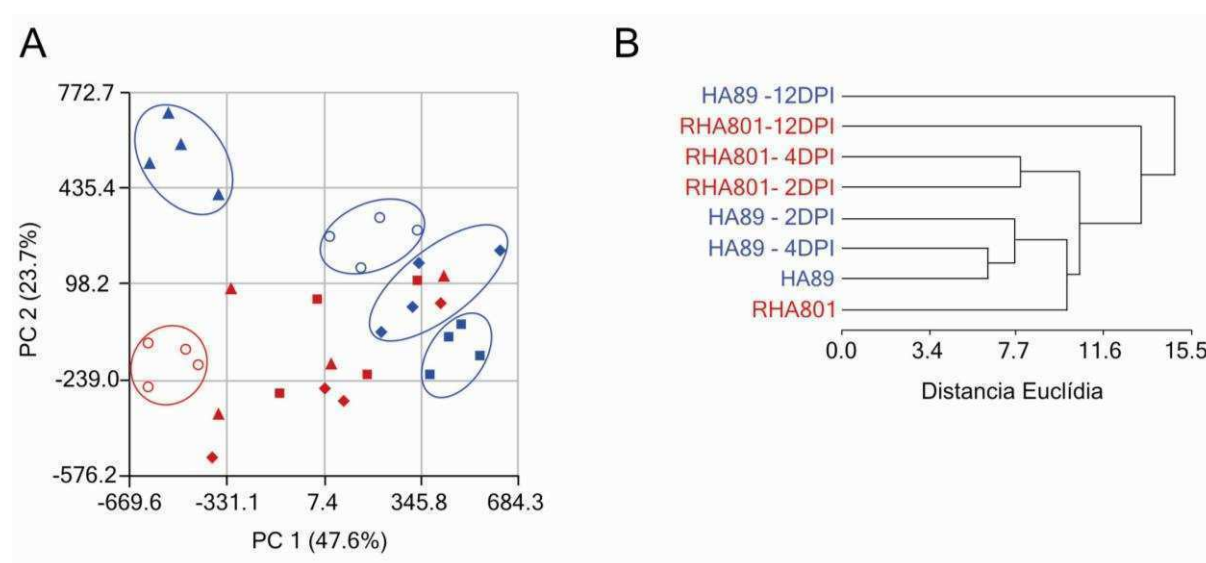 A
772.7
435.4
98.2
-239.0
-576.2
PC 2 (23.7%)
-669.6 -331.1 7.4 345.8 684.3
PC 1 (47.6%)
B
HA89 -12DPI
RHA801-12DPI
RHA801- 4DPI
RHA801- 2DPI
HA89 - 2DPI
HA89 - 4DPI
HA89
RHA801
0.0 3.4 7.7 11.6 15.5
Distancia Euclídia